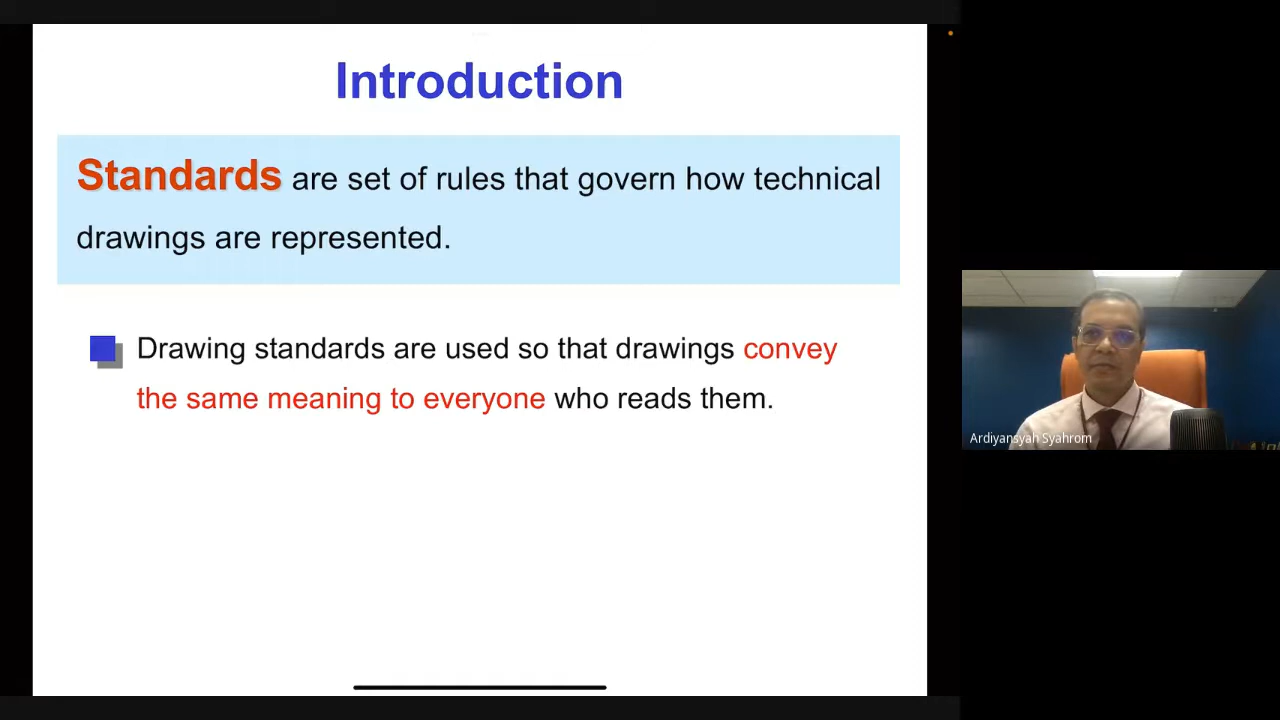 Introduction
Standards are set of rules that govern how technical
drawings are represented.
Drawing standards are used so that drawings convey
the same meaning to everyone who reads them.
Ardiyansyah Syahrom